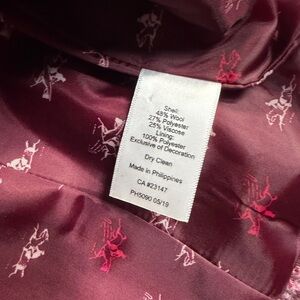 Shell:
48% Wool
27% Polyester
25% Viscose
Lining:
100% Polyester
Exclusive of Decoration
Dry Clean
Made in Philippines
CA #23147
PH5090 05/19